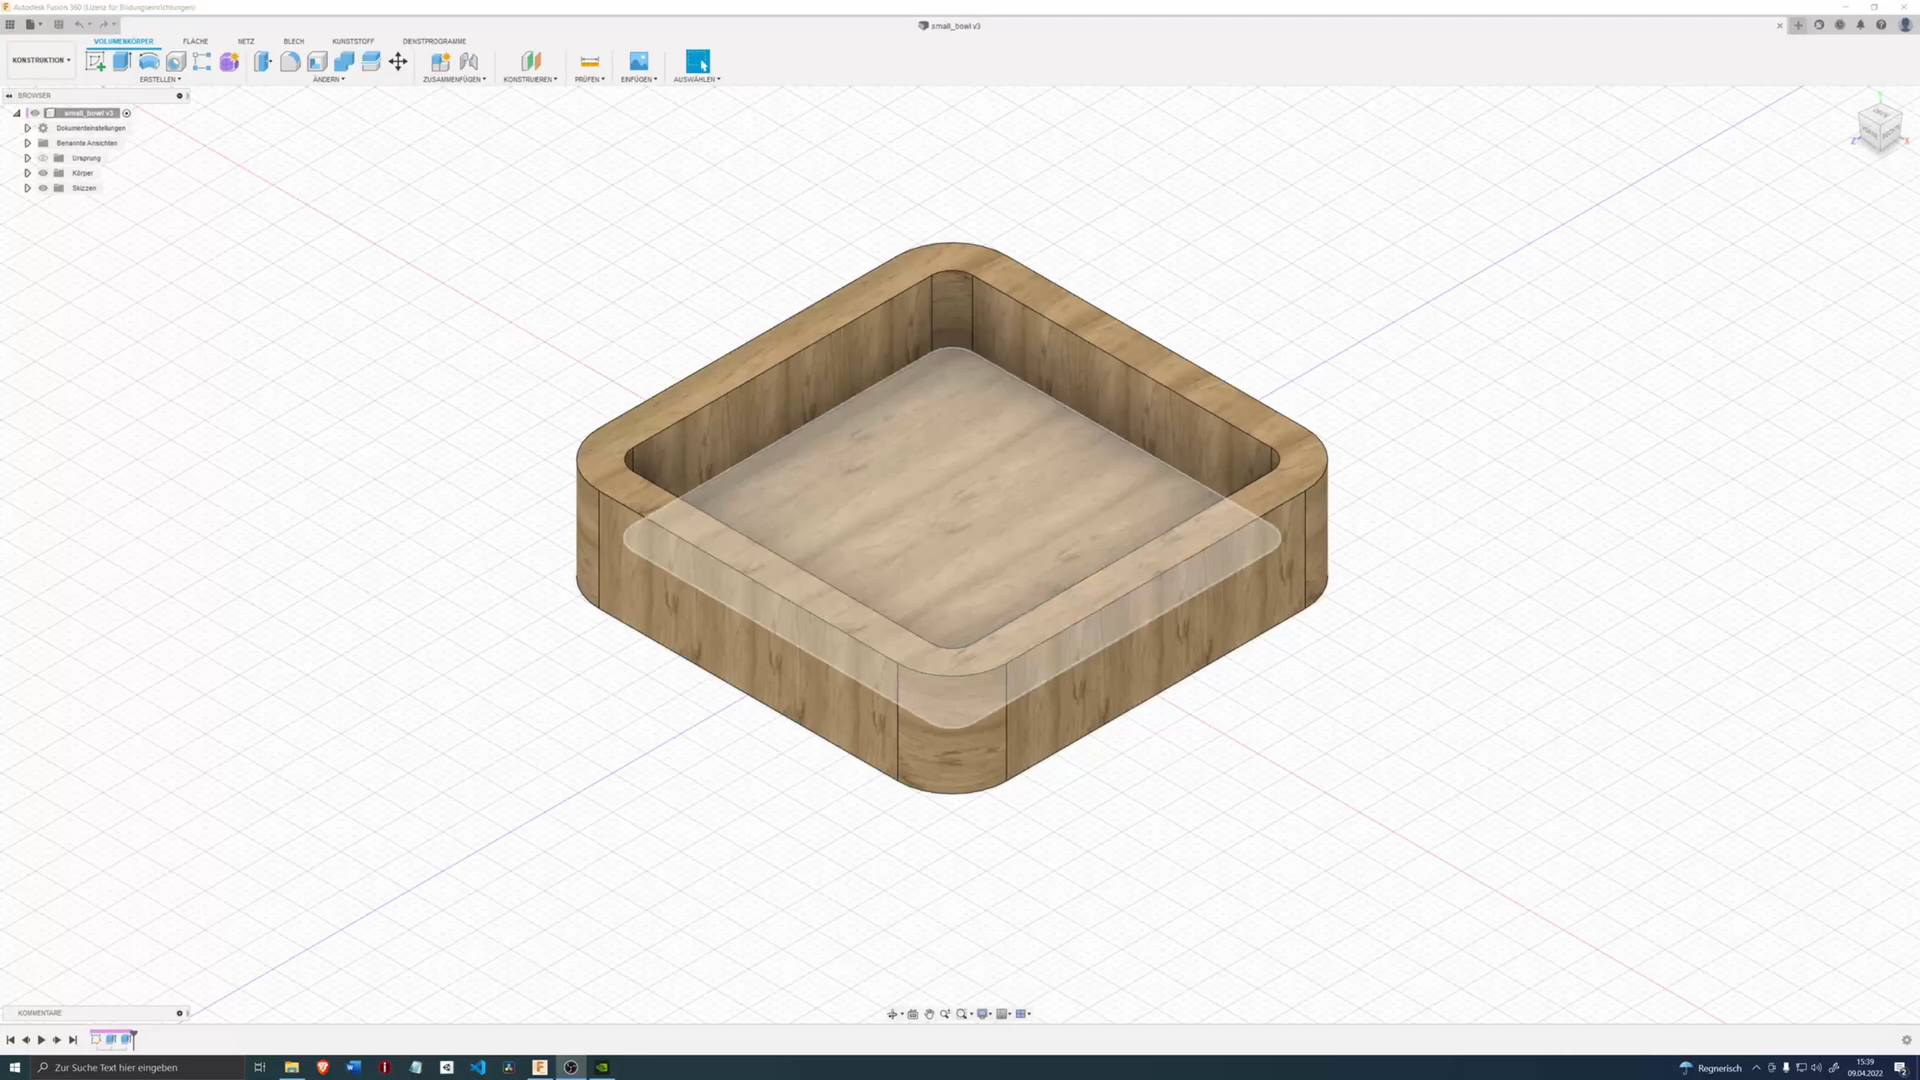 Autodesk Fusion 360 (Lizenz für Bildungseinrichtungen)
small_bowl v3
VOLUMENKÖRPER FLÄCHE NETZ BLECH KUNSTSTOFF DIENSTPROGRAMME
KONSTRUKTION
ERSTELLEN ÄNDERN ZUSAMMENFÜGEN KONSTRUIEREN PRÜFEN EINFÜGEN AUSWÄHLEN
BROWSER
small_bowl v3
Dokumenteinstellungen
Benannte Ansichten
Ursprung
Körper
Skizzen
KOMMENTARE
Zur Suche Text hier eingeben
Regnerisch
15:39
09.04.2022